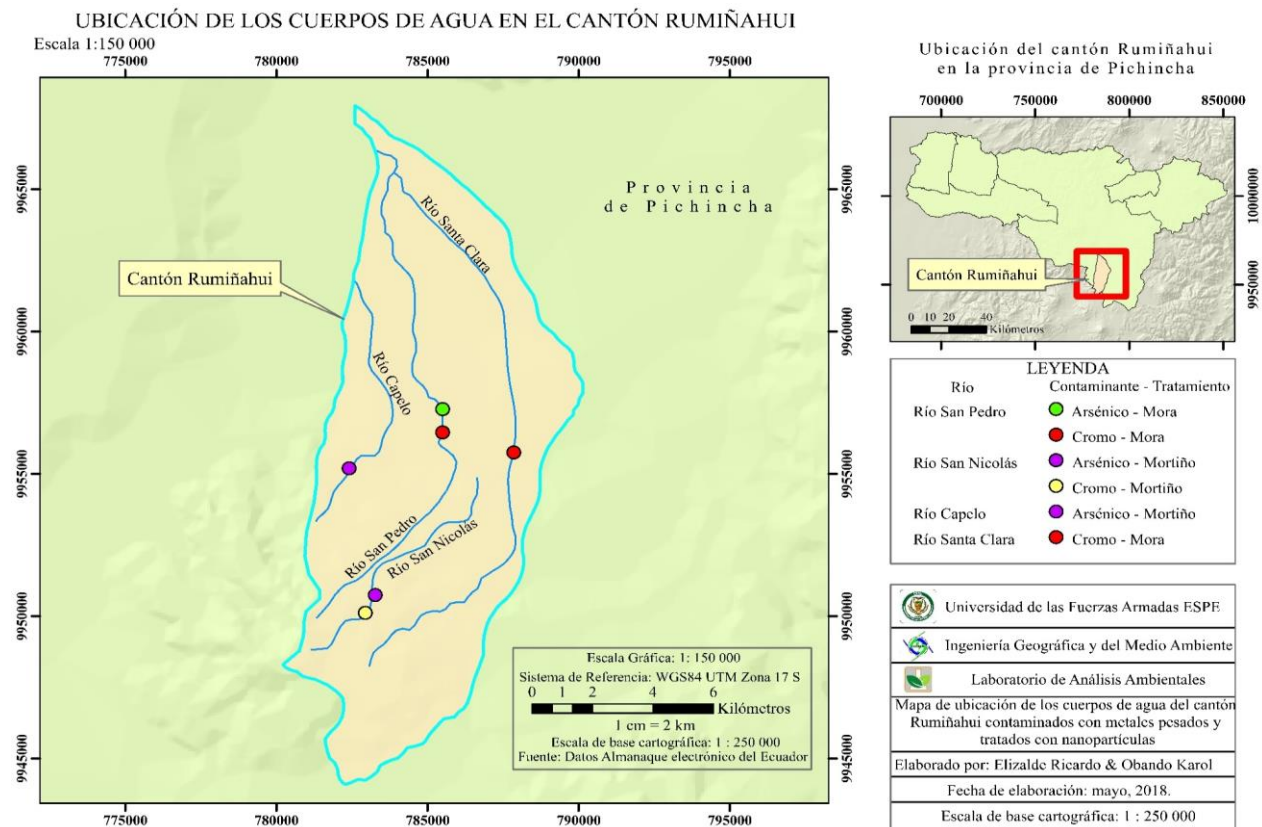 UBICACIÓN DE LOS CUERPOS DE AGUA EN EL CANTÓN RUMIÑAHUI
Escala 1:150 000
775000 780000 785000 790000 795000
9965000 9965000
9960000 9960000
9955000 9955000
9950000 9950000
9945000 9945000
Provincia
de Pichincha
Cantón Rumiñahui
Río Santa Clara
Río Capelo
Río San Pedro
Río San Nicolás
Escala Gráfica: 1: 150 000
Sistema de Referencia: WGS84 UTM Zona 17 S
0 1 2 4 6
Kilómetros
1 cm = 2 km
Escala de base cartográfica: 1 : 250 000
Fuente: Datos Almanaque electrónico del Ecuador
775000 780000 785000 790000 795000
Ubicación del cantón Rumiñahui
en la provincia de Pichincha
700000 750000 800000 850000
10000000
9950000
Cantón Rumiñahui
0 10 20 40
Kilómetros
LEYENDA
Río Contaminante - Tratamiento
Río San Pedro Arsénico - Mora
Cromo - Mora
Río San Nicolás Arsénico - Mortiño
Cromo - Mortiño
Río Capelo Arsénico - Mortiño
Río Santa Clara Cromo - Mora
Universidad de las Fuerzas Armadas ESPE
Ingeniería Geográfica y del Medio Ambiente
Laboratorio de Análisis Ambientales
Mapa de ubicación de los cuerpos de agua del cantón
Rumiñahui contaminados con metales pesados y
tratados con nanopartículas
Elaborado por: Elizalde Ricardo & Obando Karol
Fecha de elaboración: mayo, 2018.
Escala de base cartográfica: 1 : 250 000